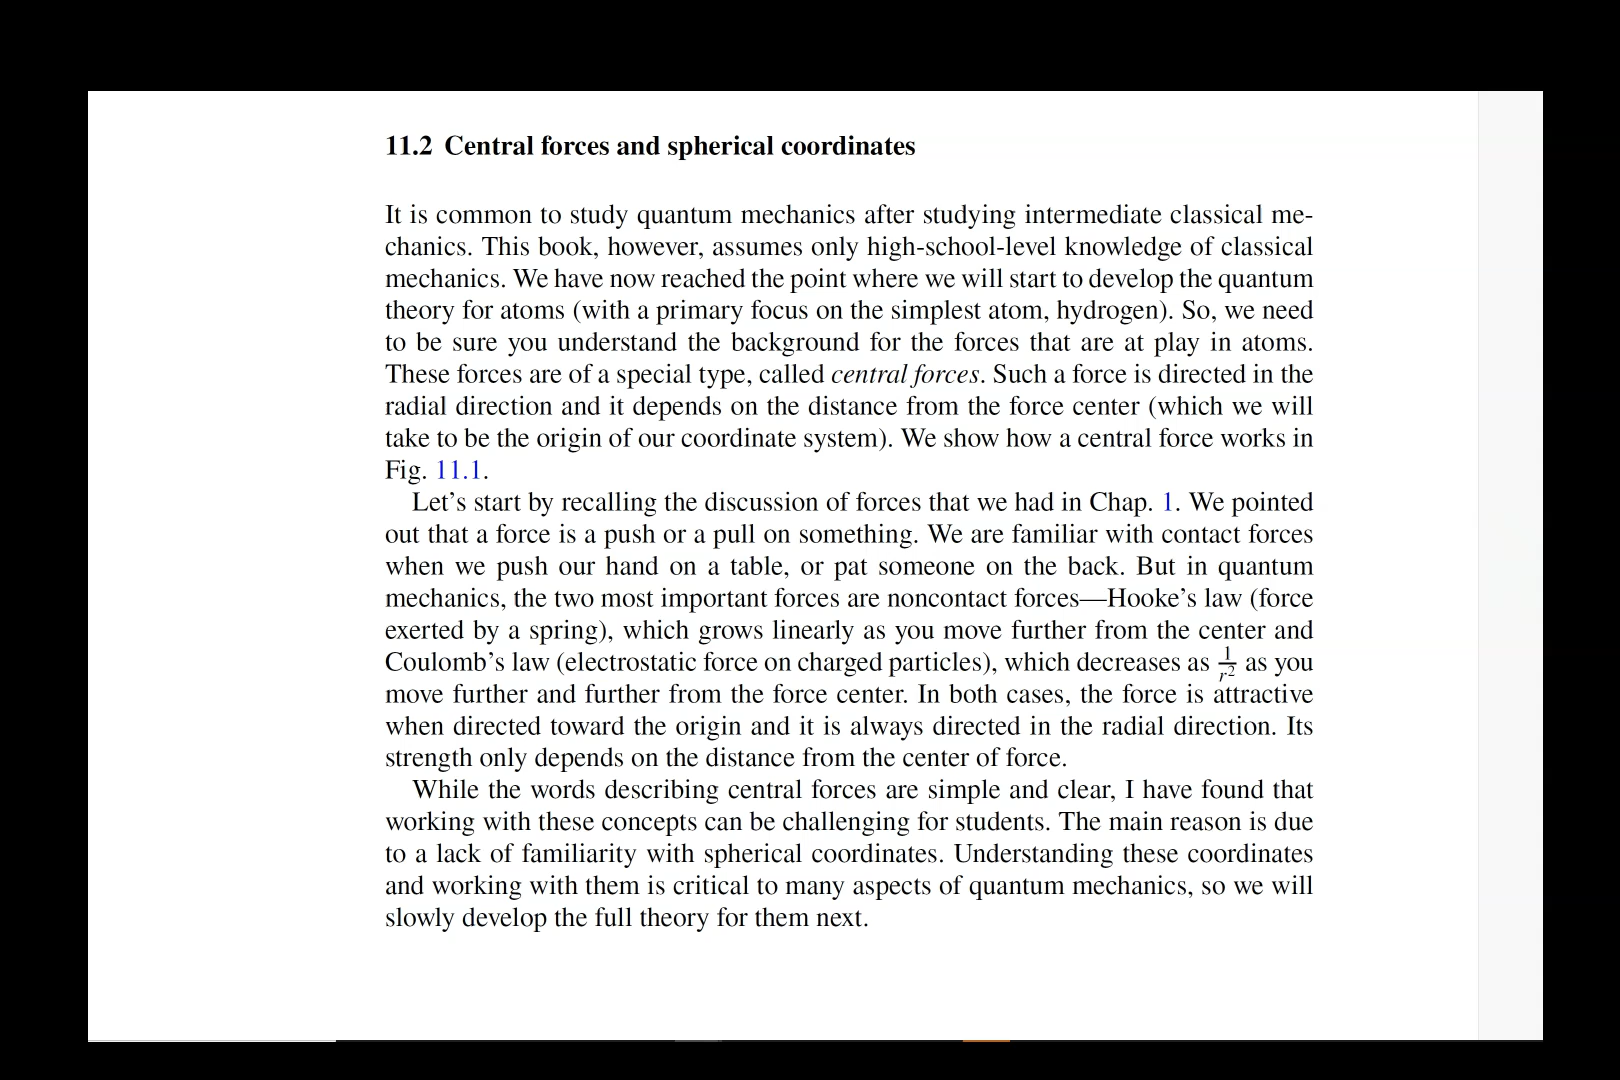 11.2 Central forces and spherical coordinates
It is common to study quantum mechanics after studying intermediate classical me-
chanics. This book, however, assumes only high-school-level knowledge of classical
mechanics. We have now reached the point where we will start to develop the quantum
theory for atoms (with a primary focus on the simplest atom, hydrogen). So, we need
to be sure you understand the background for the forces that are at play in atoms.
These forces are of a special type, called central forces. Such a force is directed in the
radial direction and it depends on the distance from the force center (which we will
take to be the origin of our coordinate system). We show how a central force works in
Fig. 11.1.
Let's start by recalling the discussion of forces that we had in Chap. 1. We pointed
out that a force is a push or a pull on something. We are familiar with contact forces
when we push our hand on a table, or pat someone on the back. But in quantum
mechanics, the two most important forces are noncontact forces—Hooke's law (force
exerted by a spring), which grows linearly as you move further from the center and
Coulomb's law (electrostatic force on charged particles), which decreases as 1/r² as you
move further and further from the force center. In both cases, the force is attractive
when directed toward the origin and it is always directed in the radial direction. Its
strength only depends on the distance from the center of force.
While the words describing central forces are simple and clear, I have found that
working with these concepts can be challenging for students. The main reason is due
to a lack of familiarity with spherical coordinates. Understanding these coordinates
and working with them is critical to many aspects of quantum mechanics, so we will
slowly develop the full theory for them next.